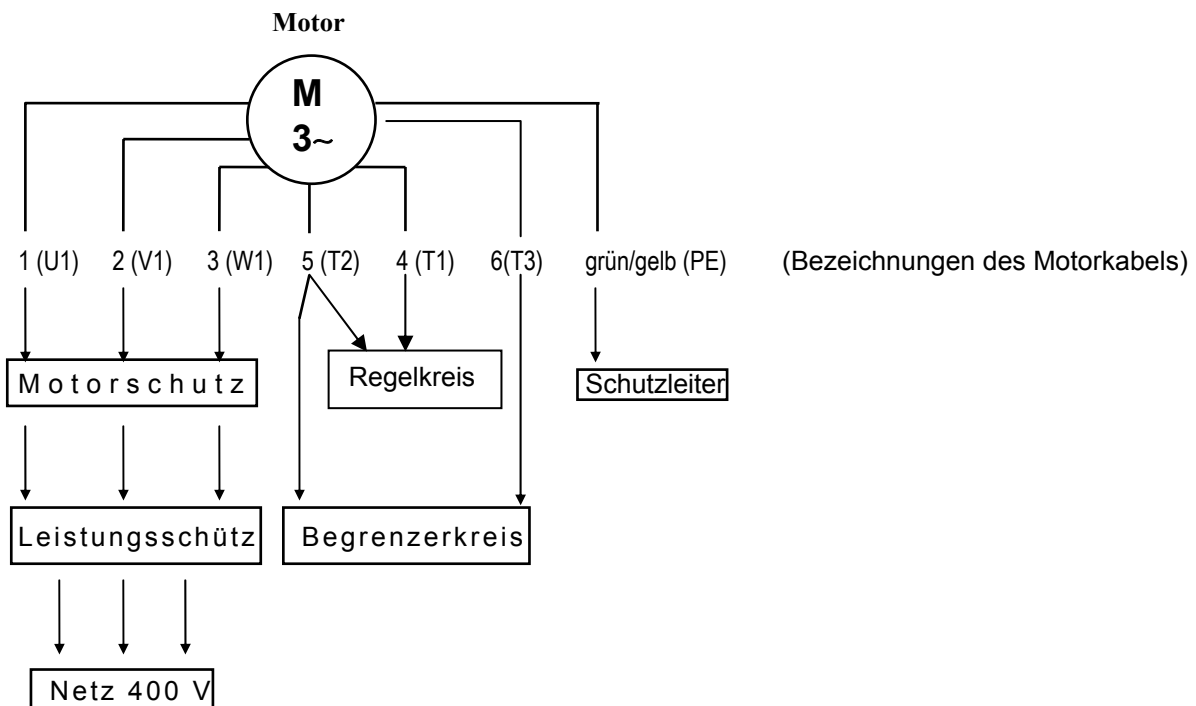 Motor
M
3~
1 (U1) 2 (V1) 3 (W1) 5 (T2) 4 (T1) 6(T3) grün/gelb (PE) (Bezeichnungen des Motorkabels)
Motorschutz Regelkreis Schutzleiter
Leistungsschütz Begrenzerkreis
Netz 400 V